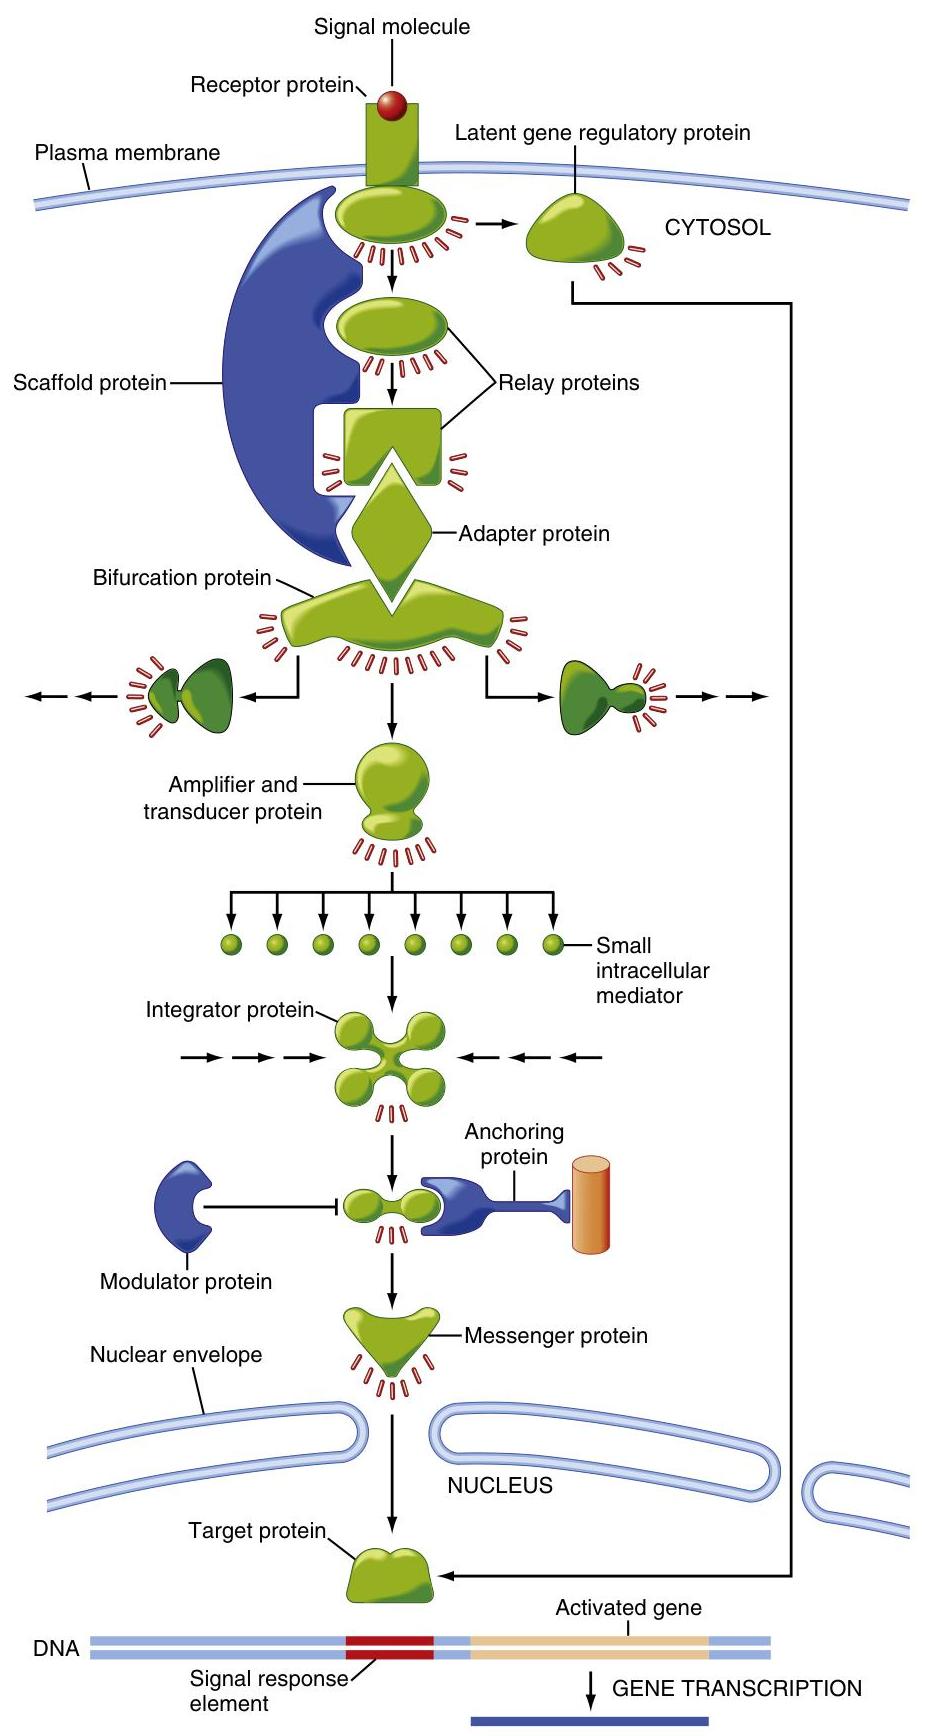 Signal molecule
Receptor protein
Latent gene regulatory protein
Plasma membrane
CYTOSOL
Scaffold protein
Relay proteins
Adapter protein
Bifurcation protein
Amplifier and
transducer protein
Small
intracellular
mediator
Integrator protein
Anchoring
protein
Modulator protein
Messenger protein
Nuclear envelope
NUCLEUS
Target protein
Activated gene
DNA
Signal response
element
GENE TRANSCRIPTION